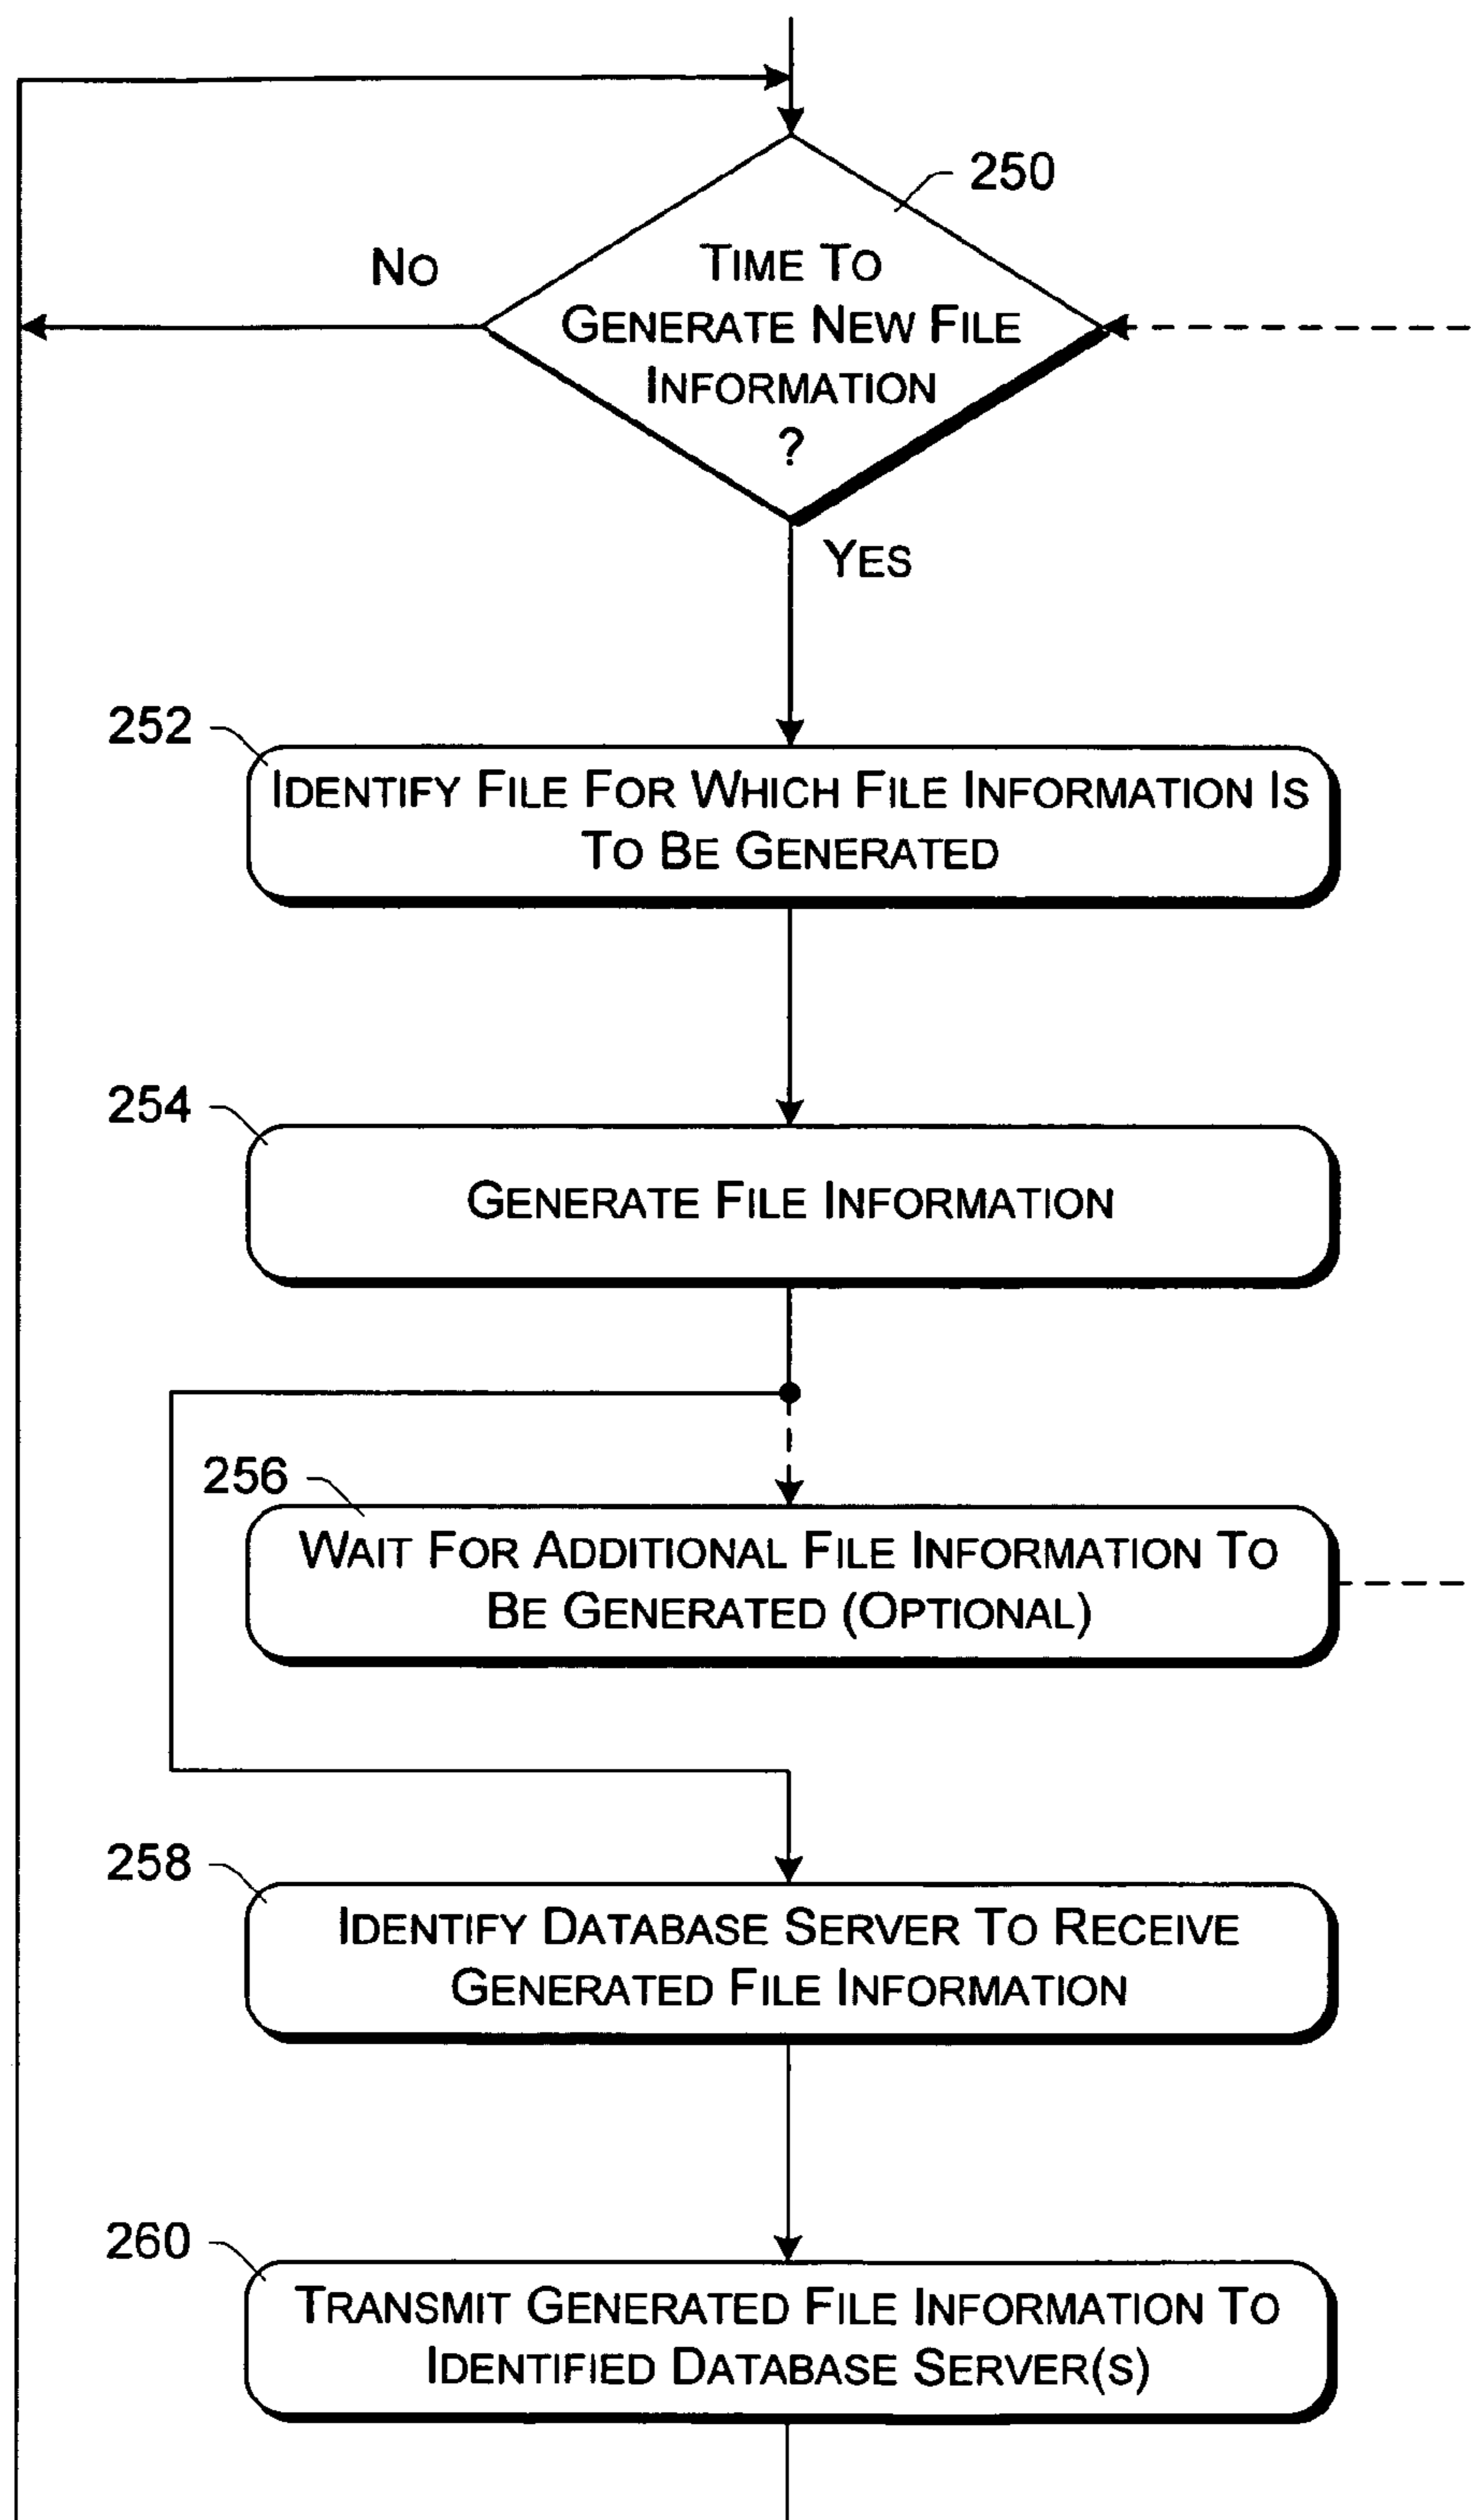 250
No
Time To
Generate New File
Information
?
Yes
252
Identify File For Which File Information Is
To Be Generated
254
Generate File Information
256
Wait For Additional File Information To
Be Generated (Optional)
258
Identify Database Server To Receive
Generated File Information
260
Transmit Generated File Information To
Identified Database Server(s)